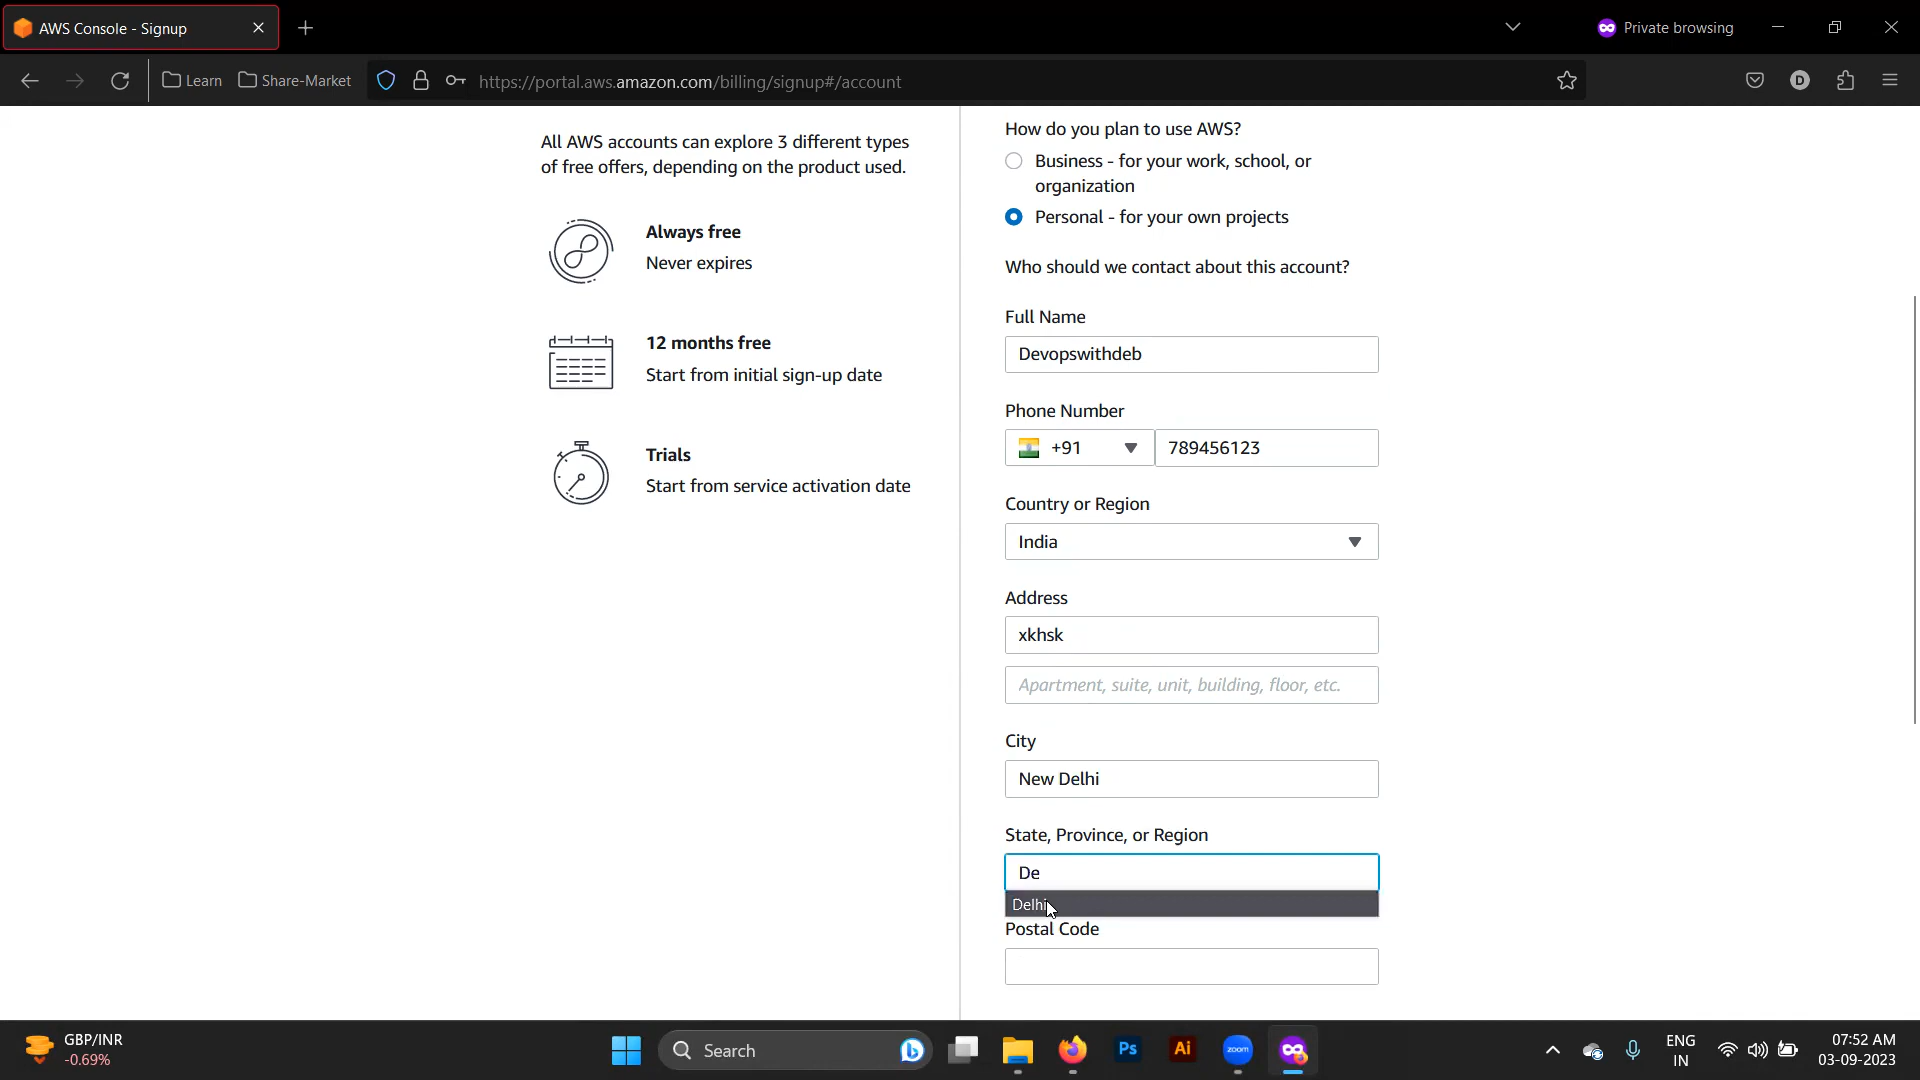 AWS Console - Signup
Private browsing
Learn
Share-Market
https://portal.aws.amazon.com/billing/signup#/account
D
All AWS accounts can explore 3 different types
of free offers, depending on the product used.
Always free
Never expires
12 months free
Start from initial sign-up date
Trials
Start from service activation date
How do you plan to use AWS?
Business - for your work, school, or
organization
Personal - for your own projects
Who should we contact about this account?
Full Name
Devopswithdeb
Phone Number
+91
789456123
Country or Region
India
Address
xkhsk
Apartment, suite, unit, building, floor, etc.
City
New Delhi
State, Province, or Region
De
Delhi
Postal Code
GBP/INR
-0.69%
Search
Ps
Ai
zoom
ENG
IN
07:52 AM
03-09-2023